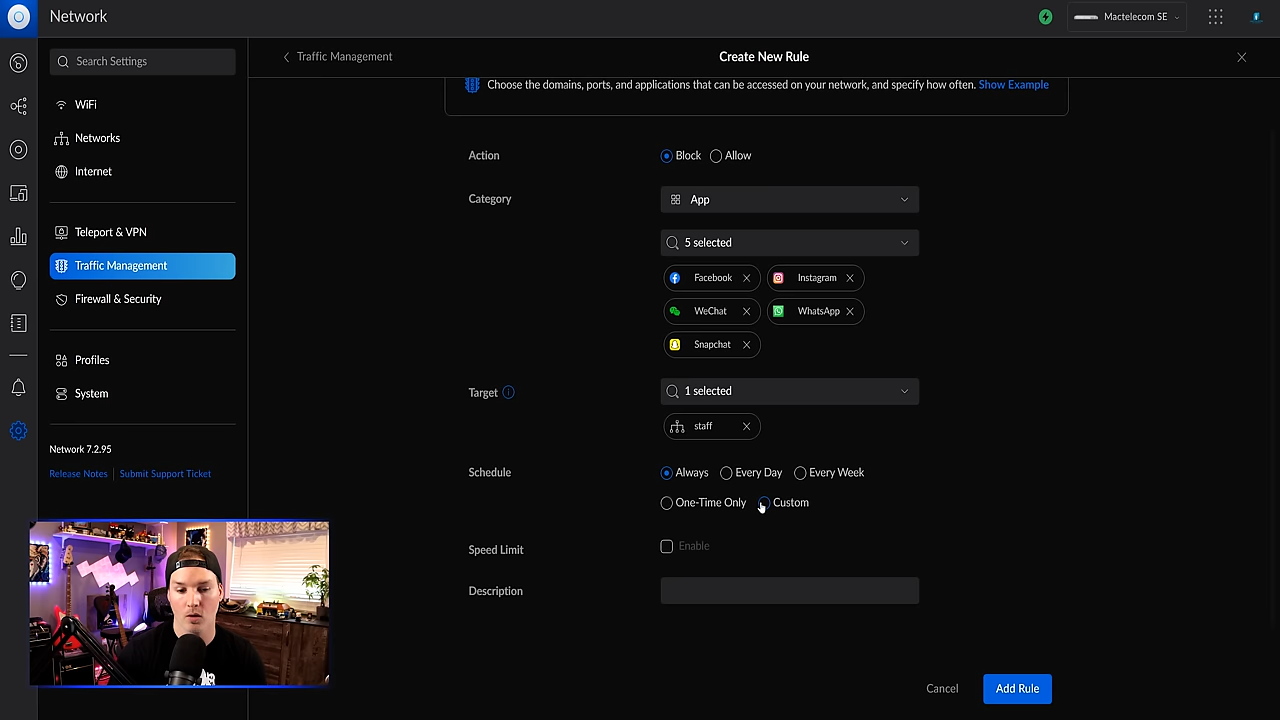 Network
Mactelecom SE
Search Settings
Traffic Management
Create New Rule
Choose the domains, ports, and applications that can be accessed on your network, and specify how often. Show Example
WiFi
Networks
Internet
Teleport & VPN
Traffic Management
Firewall & Security
Profiles
System
Network 7.2.95
Release Notes | Submit Support Ticket
Action
Block
Allow
Category
App
5 selected
Facebook
Instagram
WeChat
WhatsApp
Snapchat
Target
1 selected
staff
Schedule
Always
Every Day
Every Week
One-Time Only
Custom
Speed Limit
Enable
Description
Cancel
Add Rule